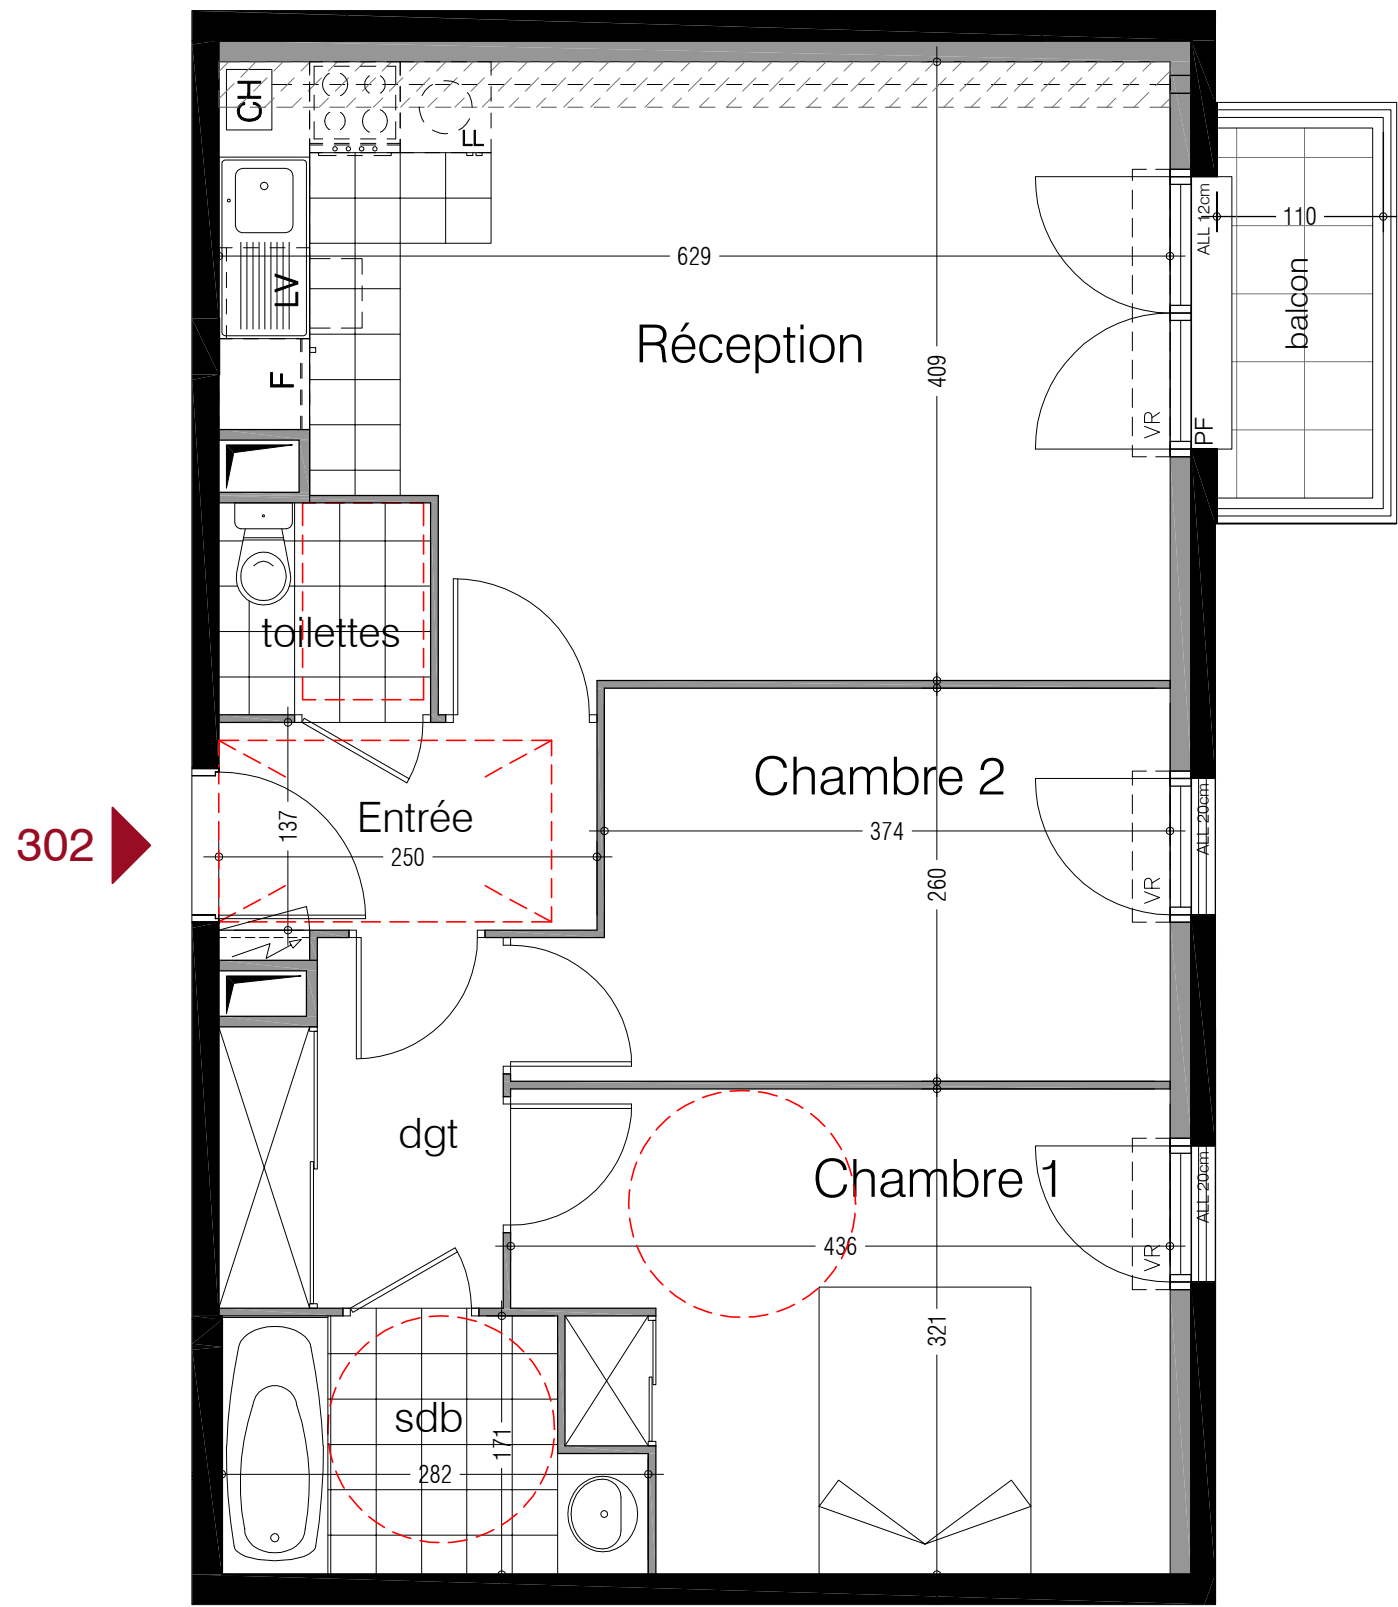 CH
F
ALL 12cm
110
629
balcon
LV
Réception
409
F
VR
PF
toilettes
Chambre 2
302
Entrée
137
374
ALL 20cm
250
260
VR
dgt
Chambre 1
ALL 20cm
436
VR
321
sdb
171
282